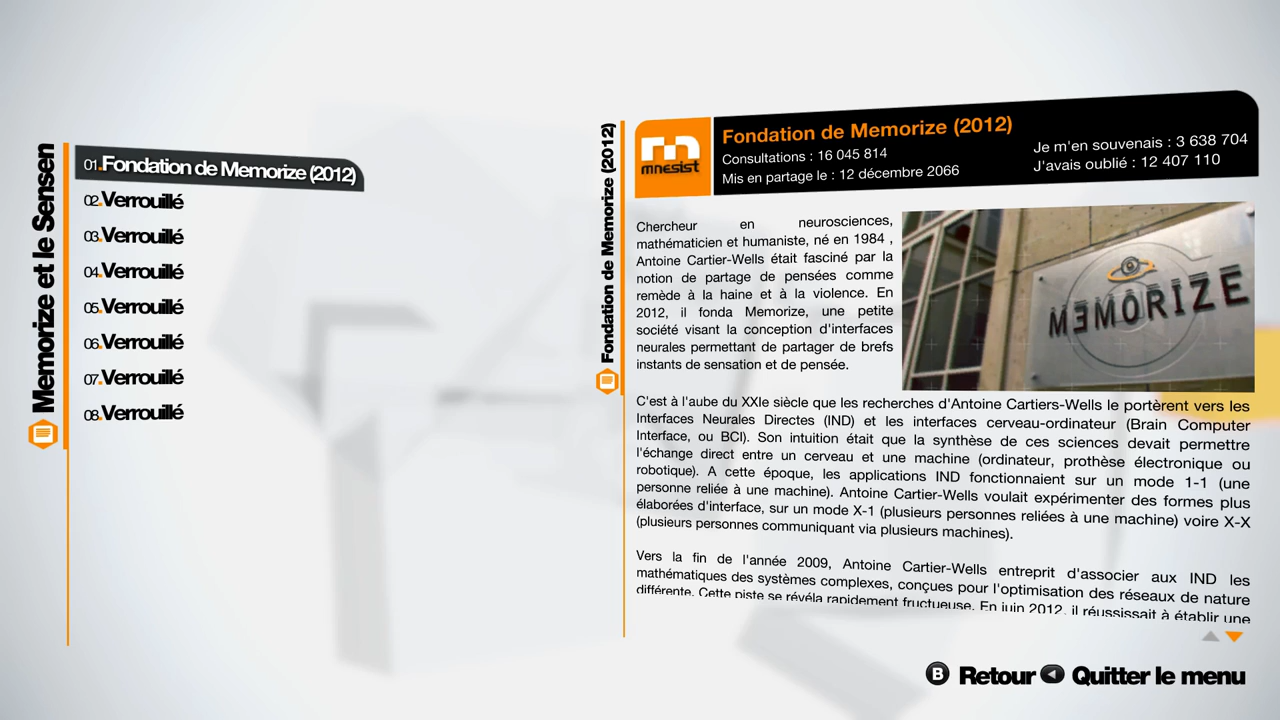 Memorize et le Sensen
01.Fondation de Memorize (2012)
02.Verrouillé
03.Verrouillé
04.Verrouillé
05.Verrouillé
06.Verrouillé
07.Verrouillé
08.Verrouillé
Fondation de Memorize (2012)
mnesist
Fondation de Memorize (2012)
Consultations : 16 045 814
Mis en partage le : 12 décembre 2066
Je m'en souvenais : 3 638 704
J'avais oublié : 12 407 110
Chercheur en neurosciences,
mathématicien et humaniste, né en 1984 ,
Antoine Cartier-Wells était fasciné par la
notion de partage de pensées comme
remède à la haine et à la violence. En
2012, il fonda Memorize, une petite
société visant la conception d'interfaces
neurales permettant de partager de brefs
instants de sensation et de pensée.
MEMORIZE
C'est à l'aube du XXIe siècle que les recherches d'Antoine Cartiers-Wells le portèrent vers les
Interfaces Neurales Directes (IND) et les interfaces cerveau-ordinateur (Brain Computer
Interface, ou BCI). Son intuition était que la synthèse de ces sciences devait permettre
l'échange direct entre un cerveau et une machine (ordinateur, prothèse électronique ou
robotique). A cette époque, les applications IND fonctionnaient sur un mode 1-1 (une
personne reliée à une machine). Antoine Cartier-Wells voulait expérimenter des formes plus
élaborées d'interface, sur un mode X-1 (plusieurs personnes reliées à une machine) voire X-X
(plusieurs personnes communiquant via plusieurs machines).
Vers la fin de l'année 2009, Antoine Cartier-Wells entreprit d'associer aux IND les
mathématiques des systèmes complexes, conçues pour l'optimisation des réseaux de nature
différente. Cette piste se révéla rapidement fructueuse. En juin 2012, il réussissait à établir une
B Retour Quitter le menu